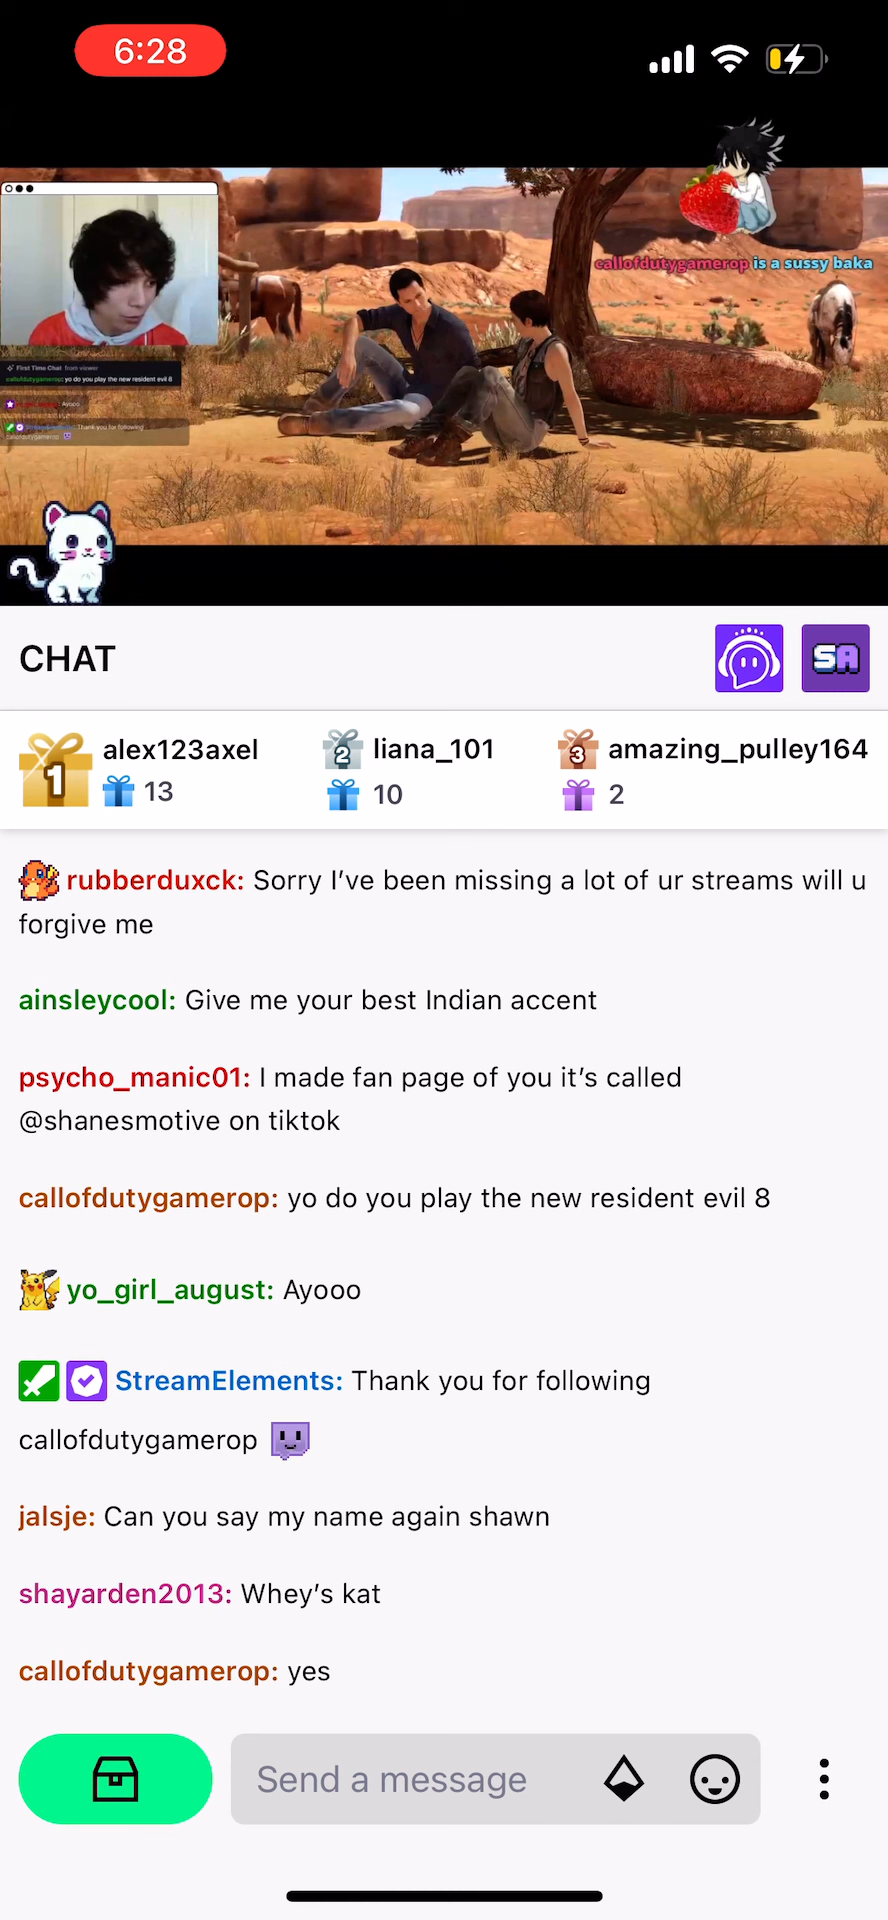 6:28
callofdutygamerop is a sussy baka
First Time Chat from viewer
callofdutygamerop: yo do you play the new resident evil 8
Ayooo
Thank you for following
callofdutygamerop
CHAT
SA
1
alex123axel
13
2
liana_101
10
3
amazing_pulley164
2
rubberduxck: Sorry I’ve been missing a lot of ur streams will u
forgive me
ainsleycool: Give me your best Indian accent
psycho_manic01: I made fan page of you it’s called
@shanesmotive on tiktok
callofdutygamerop: yo do you play the new resident evil 8
yo_girl_august: Ayooo
StreamElements: Thank you for following
callofdutygamerop
jalsje: Can you say my name again shawn
shayarden2013: Whey’s kat
callofdutygamerop: yes
Send a message